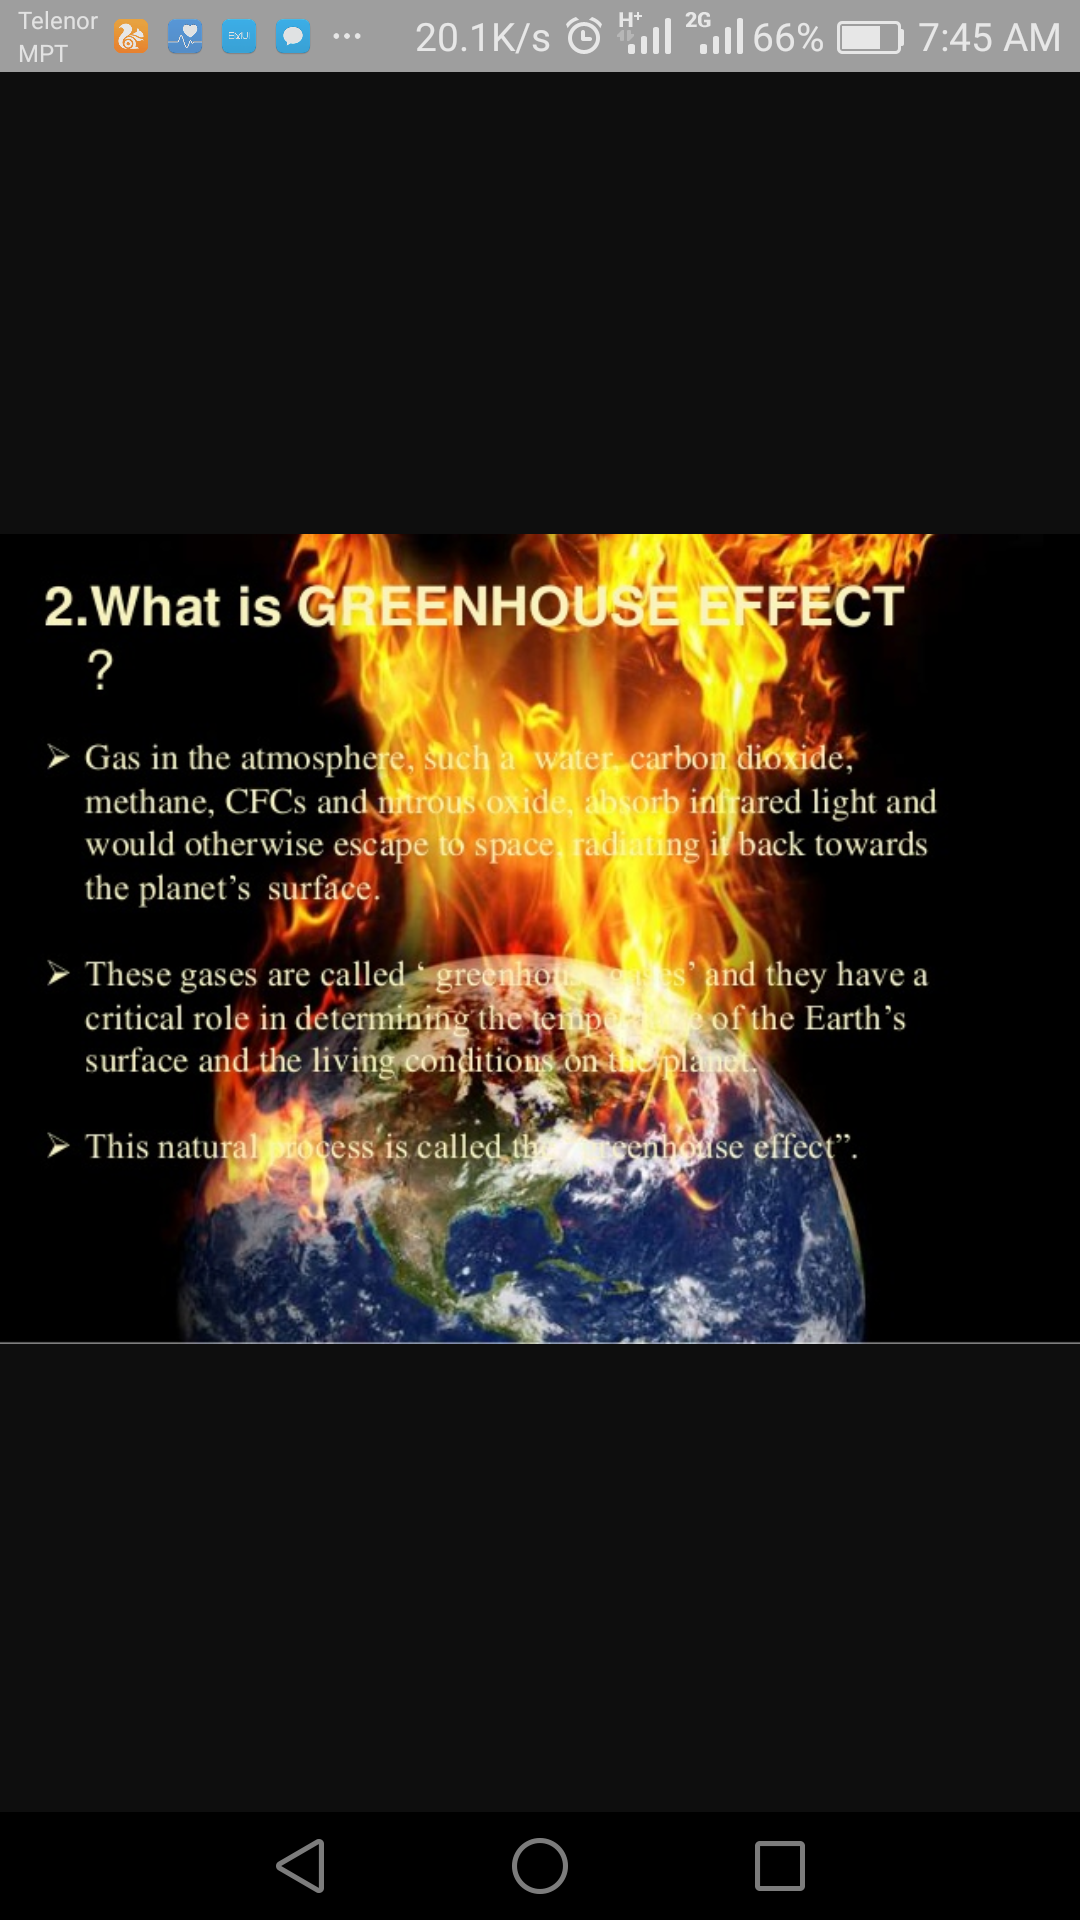 Telenor
MPT
20.1K/s H+ 2G 66% 7:45 AM
2.What is GREENHOUSE EFFECT
?
➢ Gas in the atmosphere, such a water, carbon dioxide,
methane, CFCs and nitrous oxide, absorb infrared light and
would otherwise escape to space, radiating it back towards
the planet’s surface.
➢ These gases are called ‘ greenhouse gases’ and they have a
critical role in determining the temperature of the Earth’s
surface and the living conditions on the planet.
➢ This natural process is called the “greenhouse effect”.